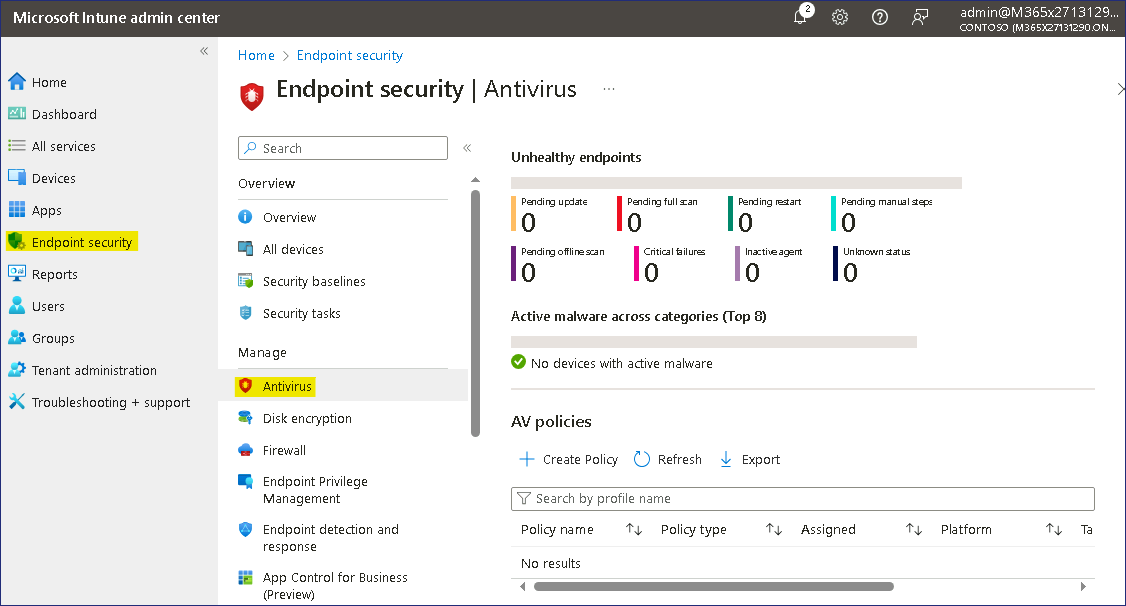 Microsoft Intune admin center
2
admin@M365x2713129...
CONTOSO (M365X27131290.ON...
«
Home
Dashboard
All services
Devices
Apps
Endpoint security
Reports
Users
Groups
Tenant administration
Troubleshooting + support
Home > Endpoint security
Endpoint security | Antivirus ...
Search «
Overview
Overview
All devices
Security baselines
Security tasks
Manage
Antivirus
Disk encryption
Firewall
Endpoint Privilege
Management
Endpoint detection and
response
App Control for Business
(Preview)
Unhealthy endpoints
Pending update Pending full scan Pending restart Pending manual steps
0 0 0 0
Pending offline scan Critical failures Inactive agent Unknown status
0 0 0 0
Active malware across categories (Top 8)
No devices with active malware
AV policies
Create Policy Refresh Export
Search by profile name
Policy name ↑↓ Policy type ↑↓ Assigned ↑↓ Platform ↑↓ Ta
No results